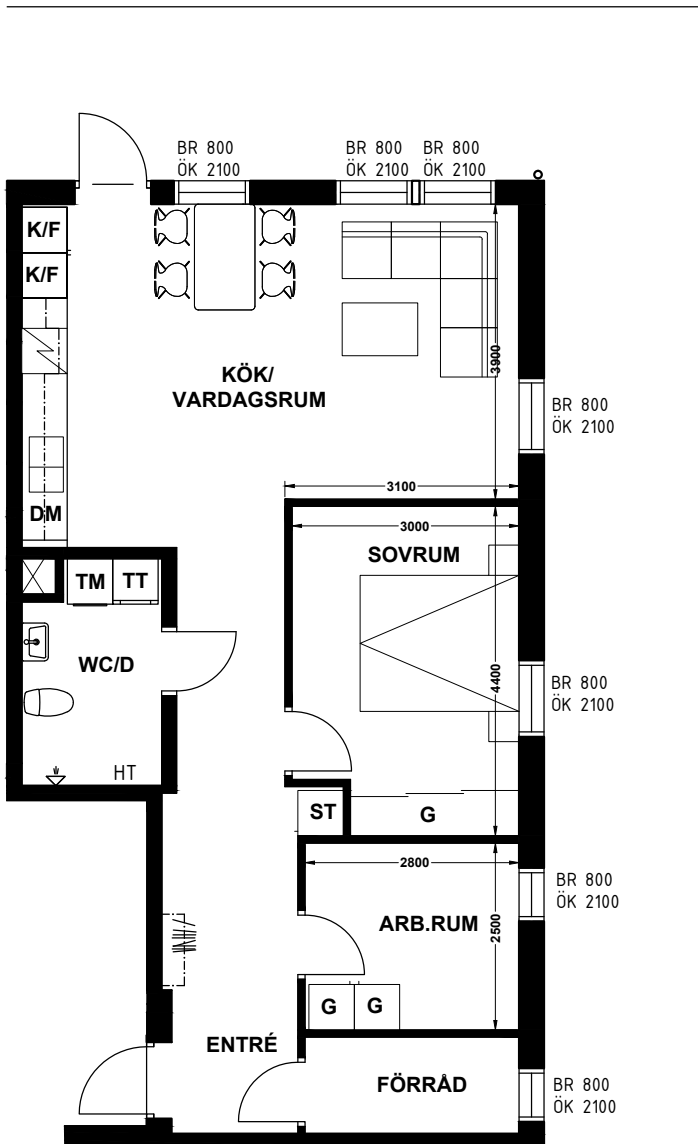 BR 800
ÖK 2100
BR 800
ÖK 2100
BR 800
ÖK 2100
K/F
K/F
KÖK/
VARDAGSRUM
3900
BR 800
ÖK 2100
3100
DM
3000
SOVRUM
TM
TT
WC/D
4400
BR 800
ÖK 2100
HT
ST
G
2800
BR 800
ÖK 2100
ARB.RUM
2500
G
G
ENTRÉ
FÖRRÅD
BR 800
ÖK 2100